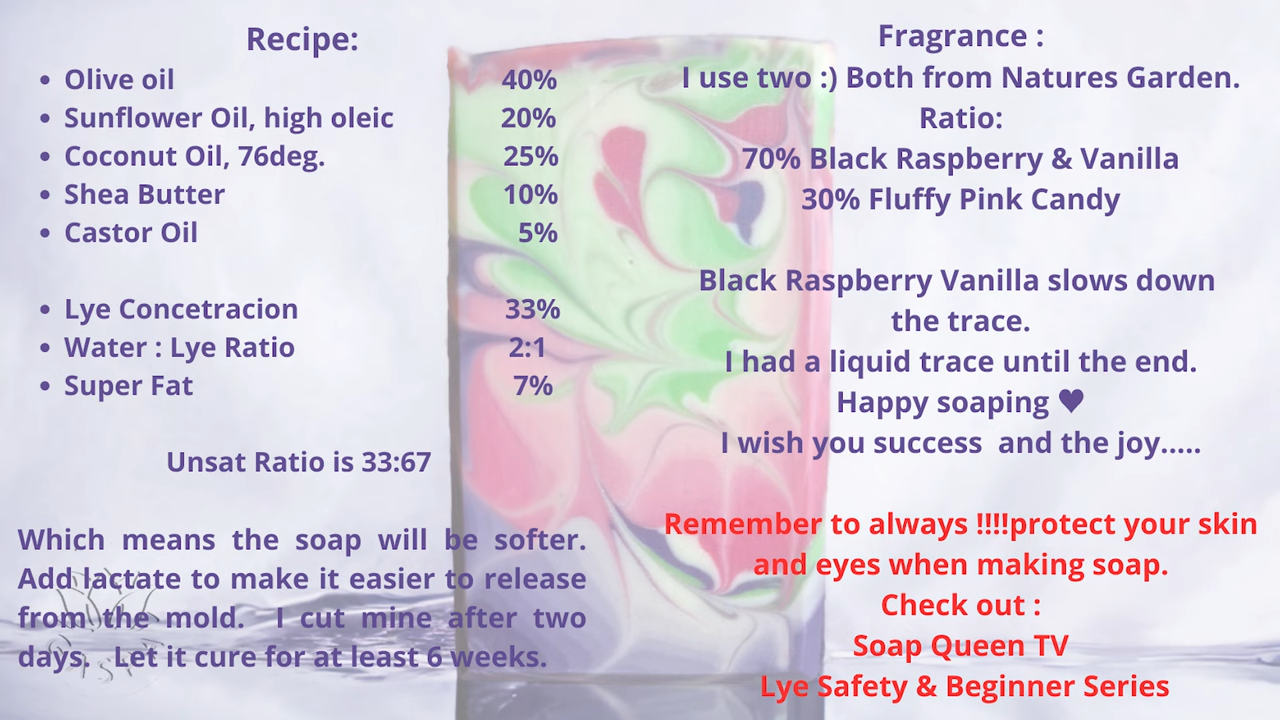 Recipe:
• Olive oil 40%
• Sunflower Oil, high oleic 20%
• Coconut Oil, 76deg. 25%
• Shea Butter 10%
• Castor Oil 5%
• Lye Concetracion 33%
• Water : Lye Ratio 2:1
• Super Fat 7%
Unsat Ratio is 33:67
Which means the soap will be softer.
Add lactate to make it easier to release
from the mold. I cut mine after two
days. Let it cure for at least 6 weeks.
Fragrance :
I use two :) Both from Natures Garden.
Ratio:
70% Black Raspberry & Vanilla
30% Fluffy Pink Candy
Black Raspberry Vanilla slows down
the trace.
I had a liquid trace until the end.
Happy soaping ♥
I wish you success and the joy.....
Remember to always !!!!protect your skin
and eyes when making soap.
Check out :
Soap Queen TV
Lye Safety & Beginner Series